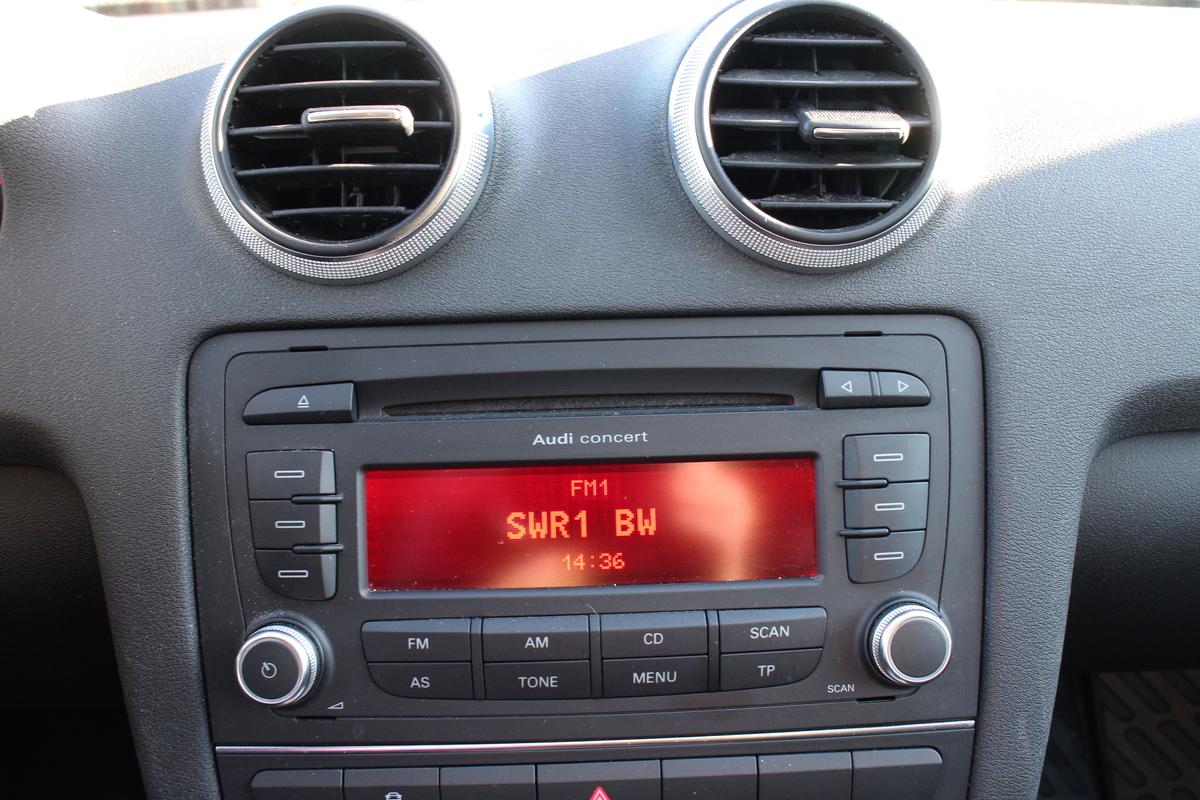 Audi concert
FM1
SWR1 BW
14:36
FM AM CD SCAN
AS TONE MENU TP
SCAN